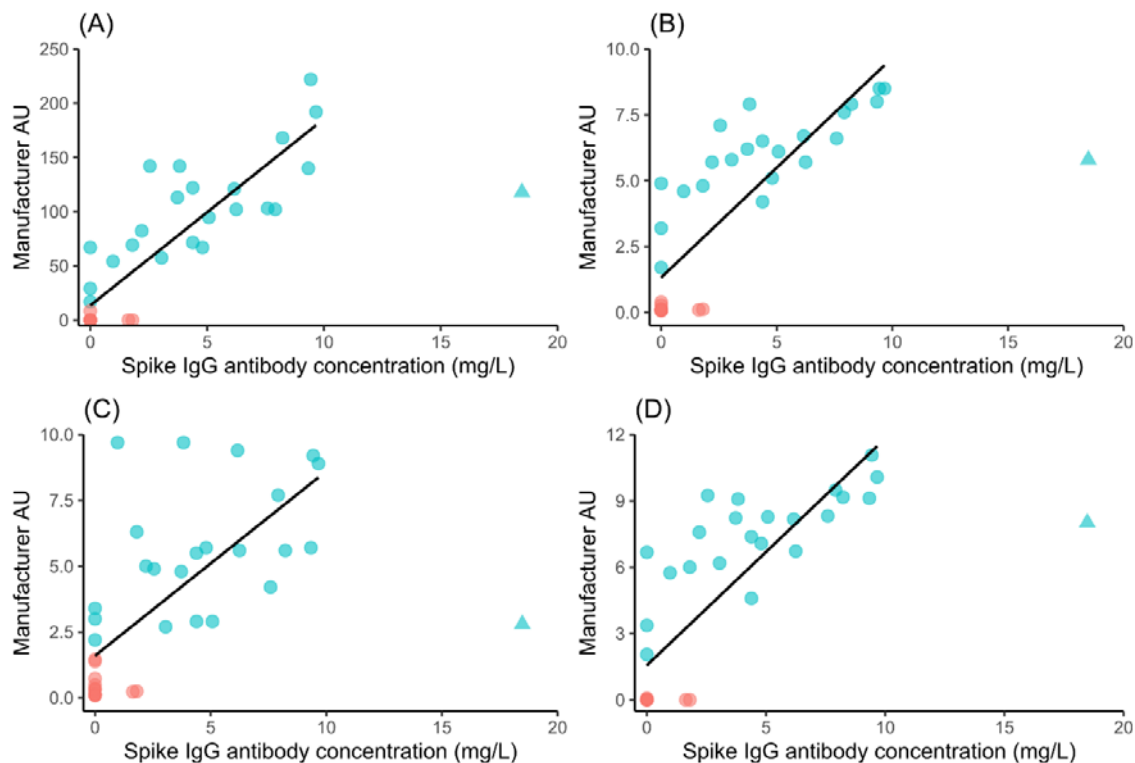 (A)
250
200
150
100
50
0
Manufacturer AU
0 5 10 15 20
Spike IgG antibody concentration (mg/L)
(B)
10.0
7.5
5.0
2.5
0.0
Manufacturer AU
0 5 10 15 20
Spike IgG antibody concentration (mg/L)
(C)
10.0
7.5
5.0
2.5
0.0
Manufacturer AU
0 5 10 15 20
Spike IgG antibody concentration (mg/L)
(D)
12
9
6
3
0
Manufacturer AU
0 5 10 15 20
Spike IgG antibody concentration (mg/L)